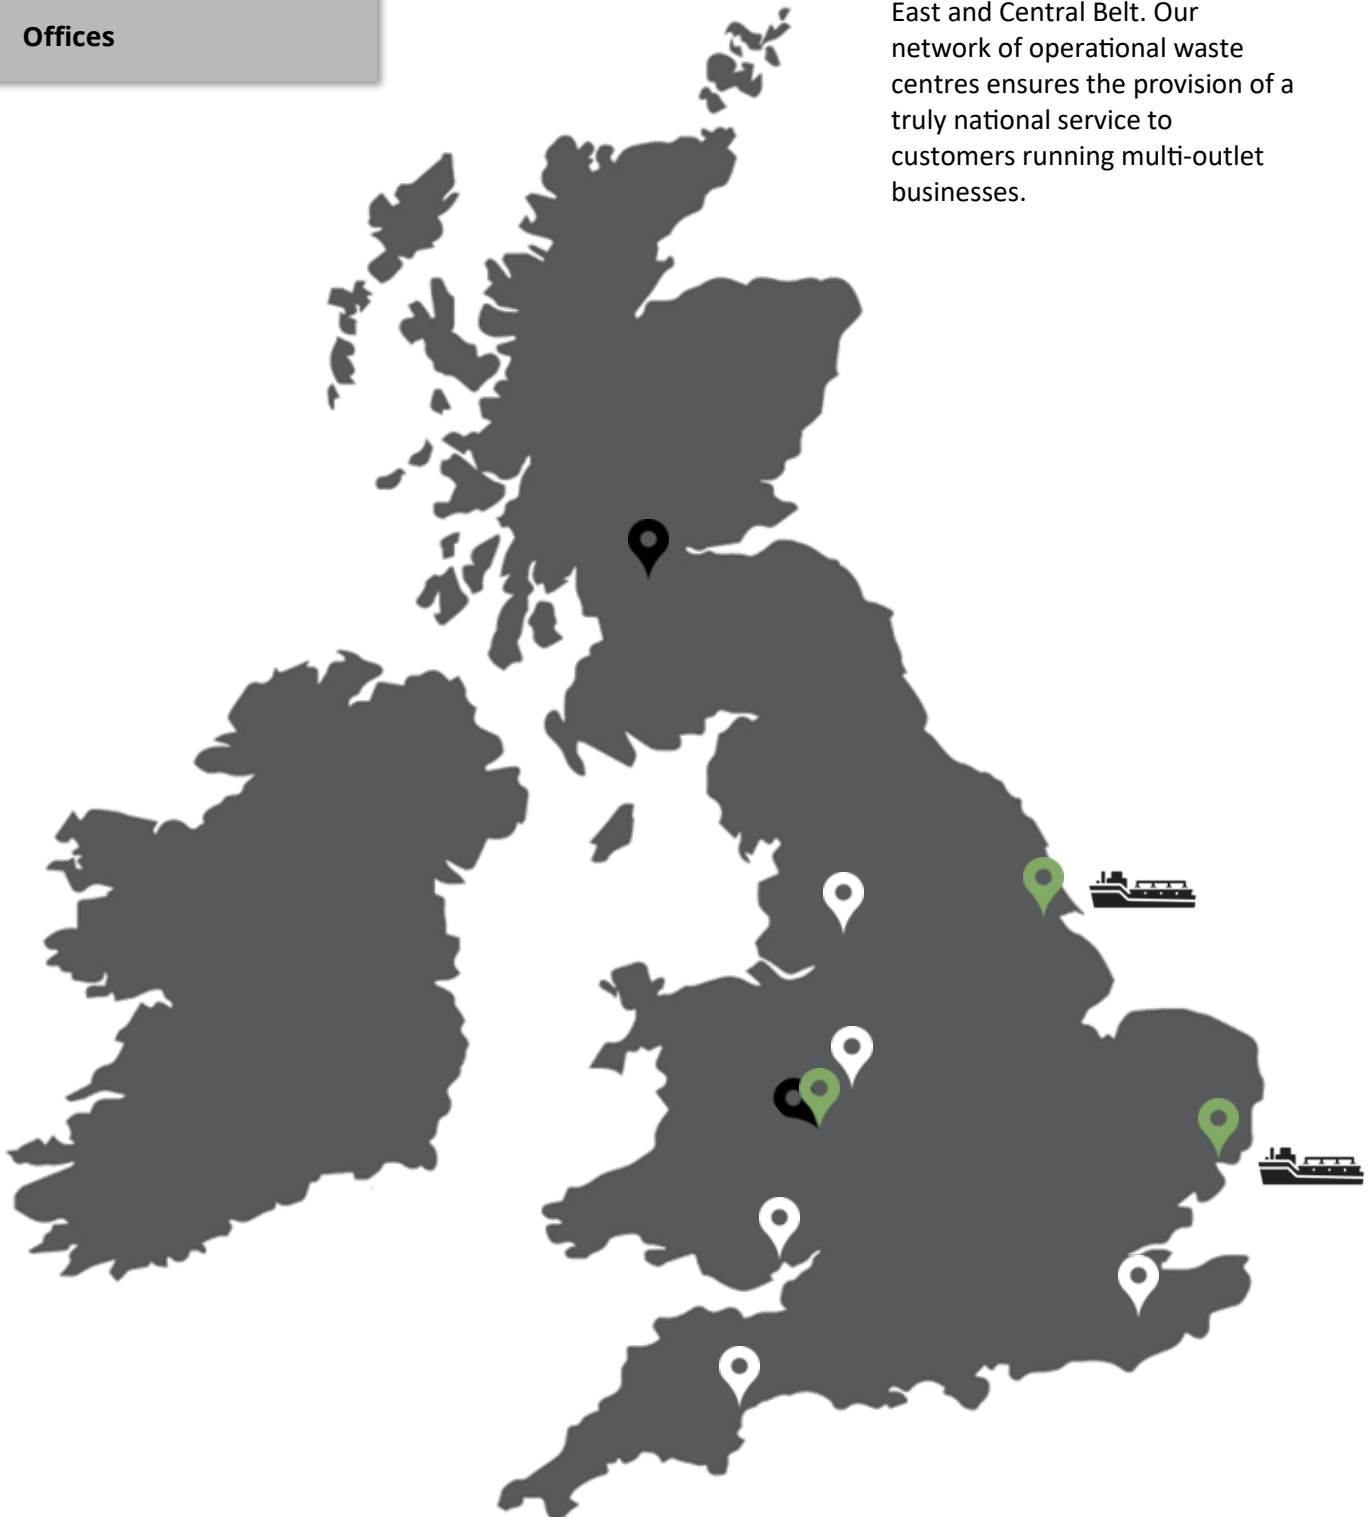 Offices
East and Central Belt. Our
network of operational waste
centres ensures the provision of a
truly national service to
customers running multi-outlet
businesses.